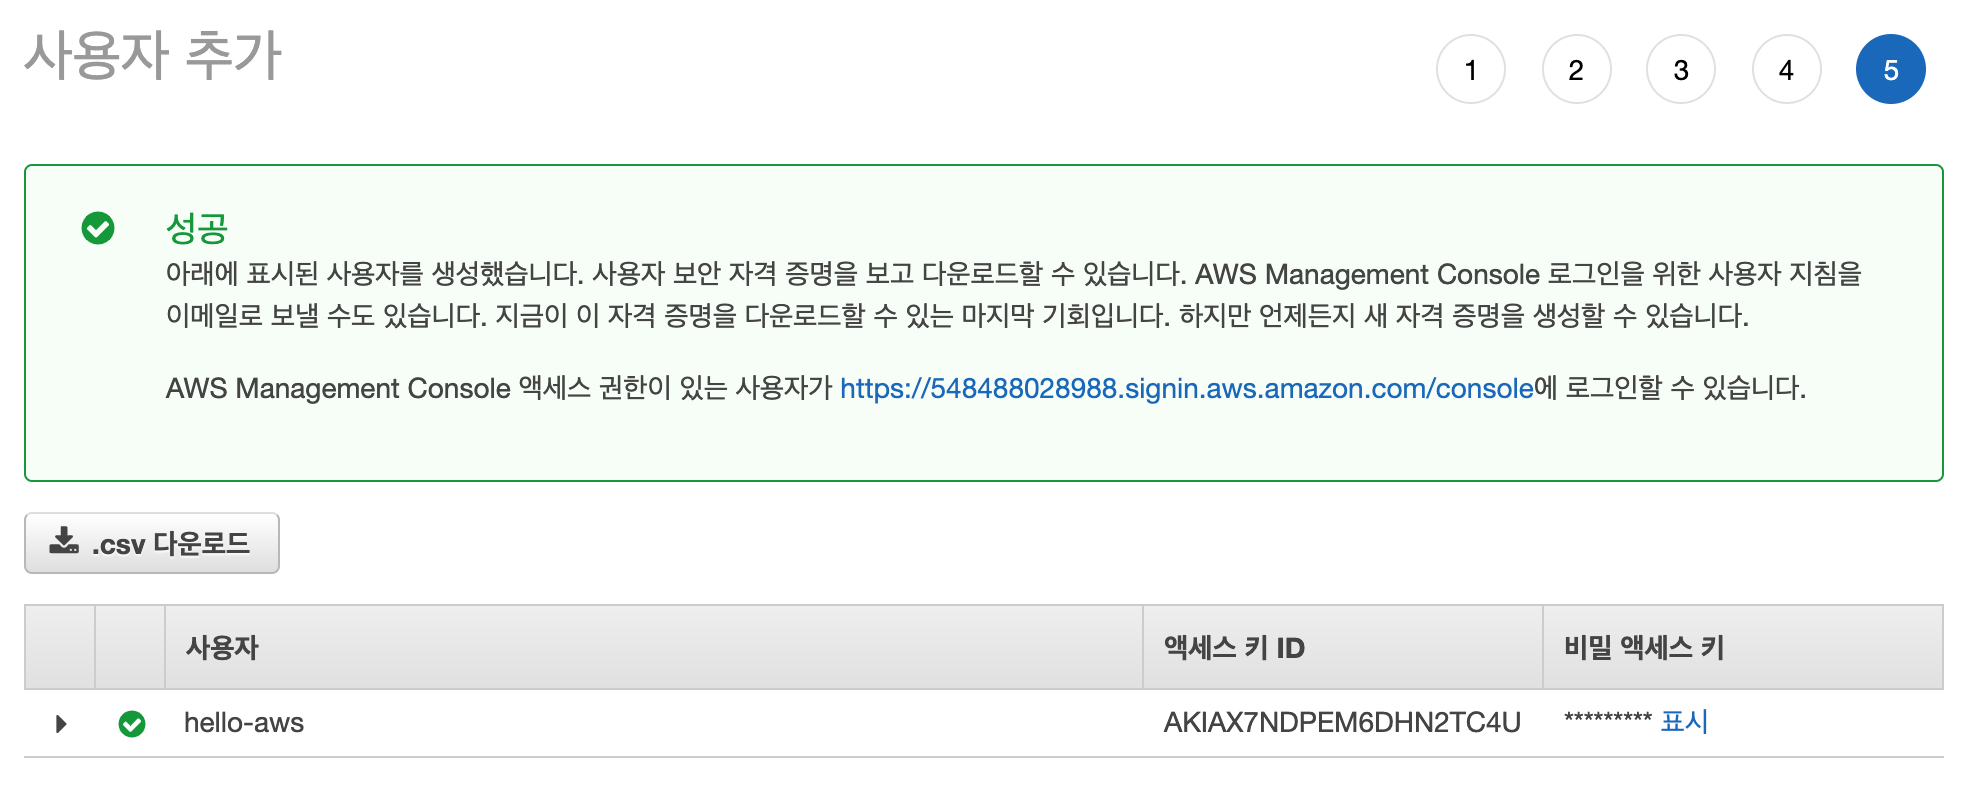 사용자 추가
1 2 3 4 5
성공
아래에 표시된 사용자를 생성했습니다. 사용자 보안 자격 증명을 보고 다운로드할 수 있습니다. AWS Management Console 로그인을 위한 사용자 지침을
이메일로 보낼 수도 있습니다. 지금이 이 자격 증명을 다운로드할 수 있는 마지막 기회입니다. 하지만 언제든지 새 자격 증명을 생성할 수 있습니다.
AWS Management Console 액세스 권한이 있는 사용자가 https://548488028988.signin.aws.amazon.com/console에 로그인할 수 있습니다.
.csv 다운로드
사용자 액세스 키 ID 비밀 액세스 키
hello-aws AKIAX7NDPEM6DHN2TC4U ********* 표시